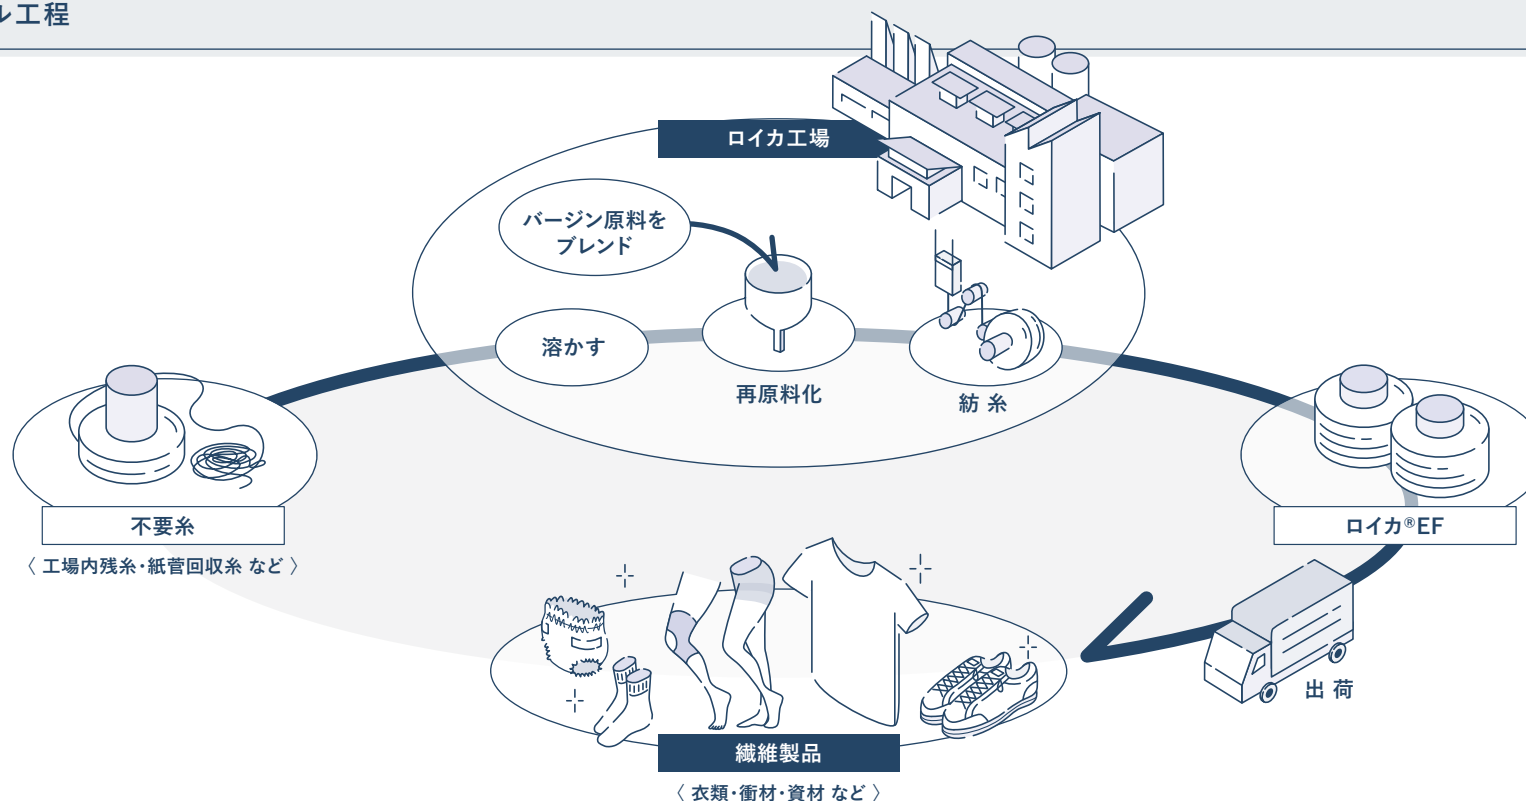 ル工程
ロイカ工場
バージン原料を
ブレンド
溶かす
再原料化
紡 糸
不要糸
〈 工場内残糸・紙菅回収糸 など 〉
ロイカ®EF
出 荷
繊維製品
〈 衣類・衝材・資材 など 〉